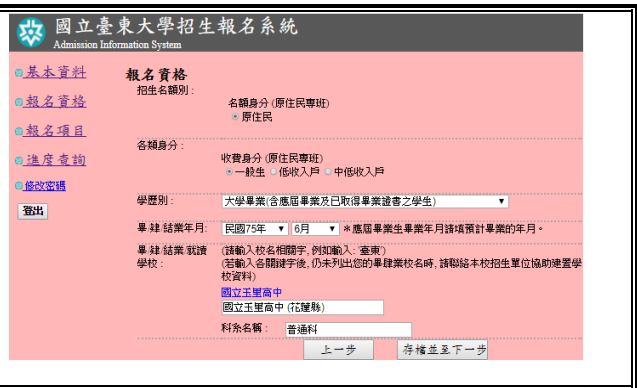 國立臺東大學招生報名系統
Admission Information System
基本資料
報名資格
報名項目
進度查詢
修改密碼
登出
報名資格
招生名額別：
名額身分 (原住民專班)
原住民
各類身分：
收費身分 (原住民專班)
一般生 低收入戶 中低收入戶
學歷別：
大學畢業(含應屆畢業及已取得畢業證書之學生)
畢/肄/結業年月:
民國75年 6月 ＊應屆畢業生畢業年月請填預計畢業的年月。
畢/肄/結業/就讀學校:
(請輸入校名相關字, 例如輸入: '臺東')
(若輸入各關鍵字後, 仍未列出您的畢肄業校名時, 請聯絡本校招生單位協助建置學
校資料)
國立玉里高中
國立玉里高中 (花蓮縣)
科系名稱： 普通科
上一步 存檔並至下一步